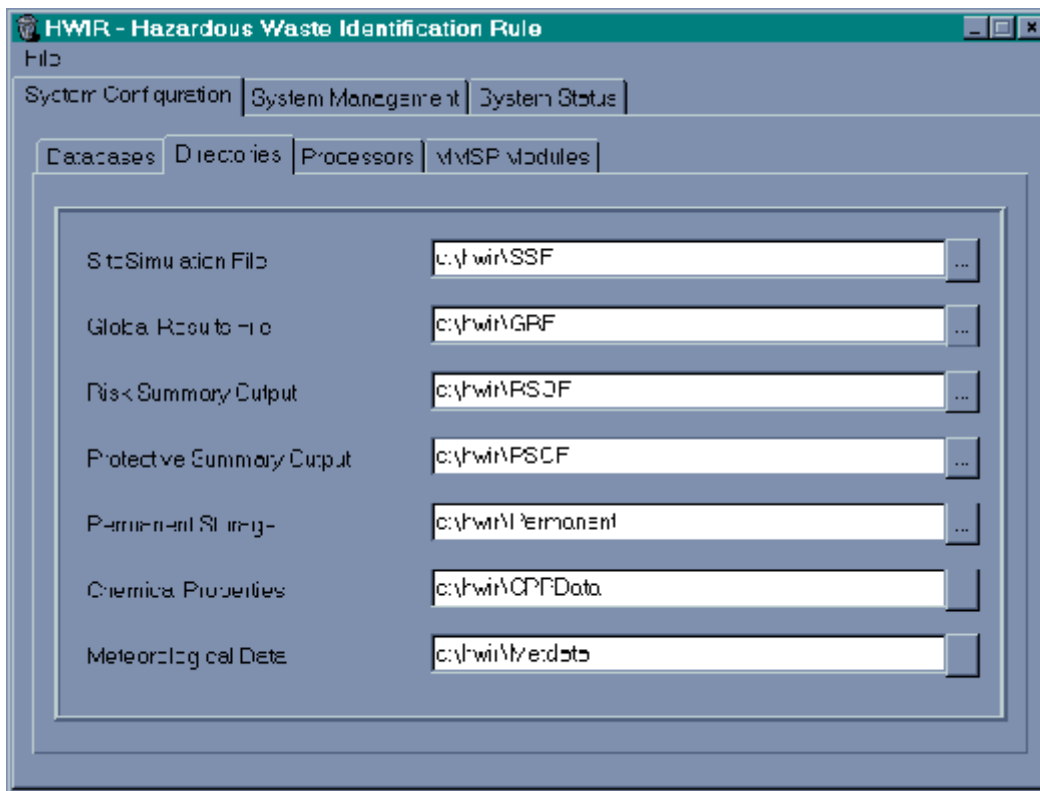 HWIR - Hazardous Waste Identification Rule
File
System Configuration System Management System Status
Databases Directories Processors MMSP Modules
SiteSimulation File c:\hwir\SSF ...
Global Results File c:\hwir\GRF ...
Risk Summary Output c:\hwir\RSOF ...
Protective Summary Output c:\hwir\PSOF ...
Permanent Storage c:\hwir\Permanent ...
Chemical Properties c:\hwir\CPPData
Meteorological Data c:\hwir\Metdata